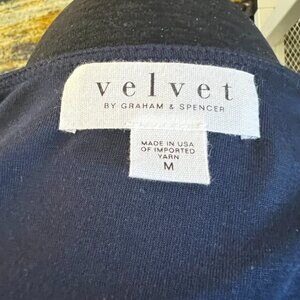 velvet
BY GRAHAM & SPENCER
MADE IN USA
OF IMPORTED
YARN
M